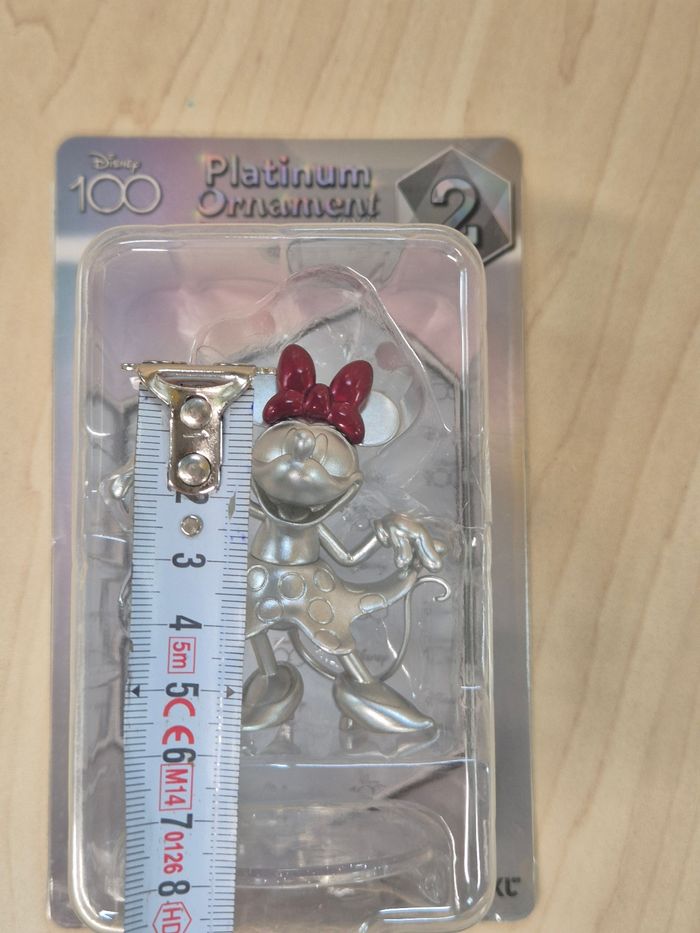 Disney
100
Platinum
Ornament
2
2
3
4
5m
5
CE
6
M14
7
0126
8
HD